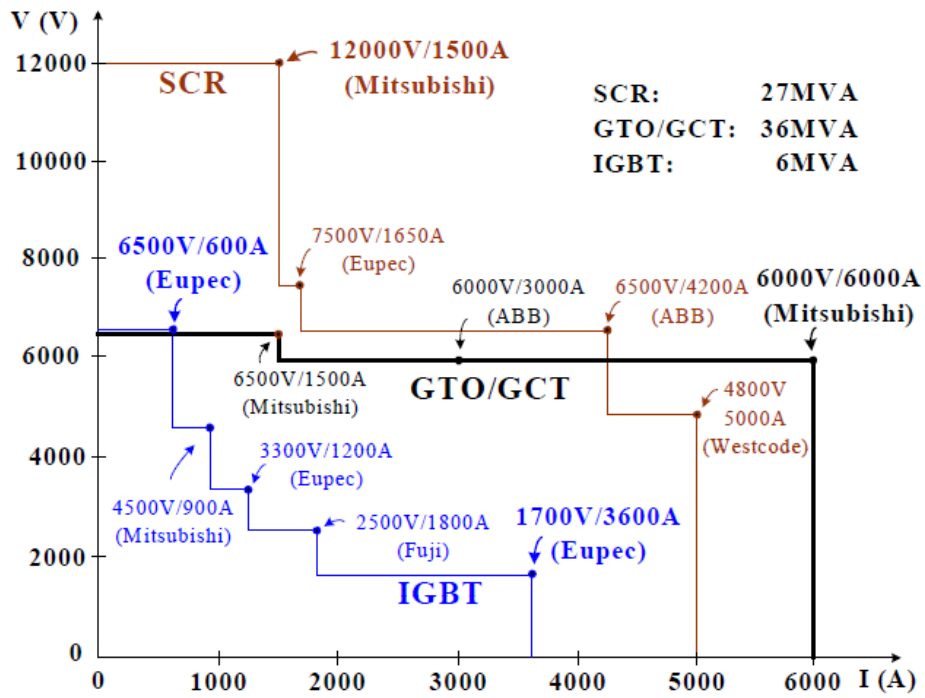 V (V)
12000
10000
8000
6000
4000
2000
0
SCR
12000V/1500A
(Mitsubishi)
SCR: 27MVA
GTO/GCT: 36MVA
IGBT: 6MVA
6500V/600A
(Eupec)
7500V/1650A
(Eupec)
6000V/3000A
(ABB)
6500V/4200A
(ABB)
6000V/6000A
(Mitsubishi)
6500V/1500A
(Mitsubishi)
GTO/GCT
4800V
5000A
(Westcode)
4500V/900A
(Mitsubishi)
3300V/1200A
(Eupec)
2500V/1800A
(Fuji)
1700V/3600A
(Eupec)
IGBT
0 1000 2000 3000 4000 5000 6000 I (A)